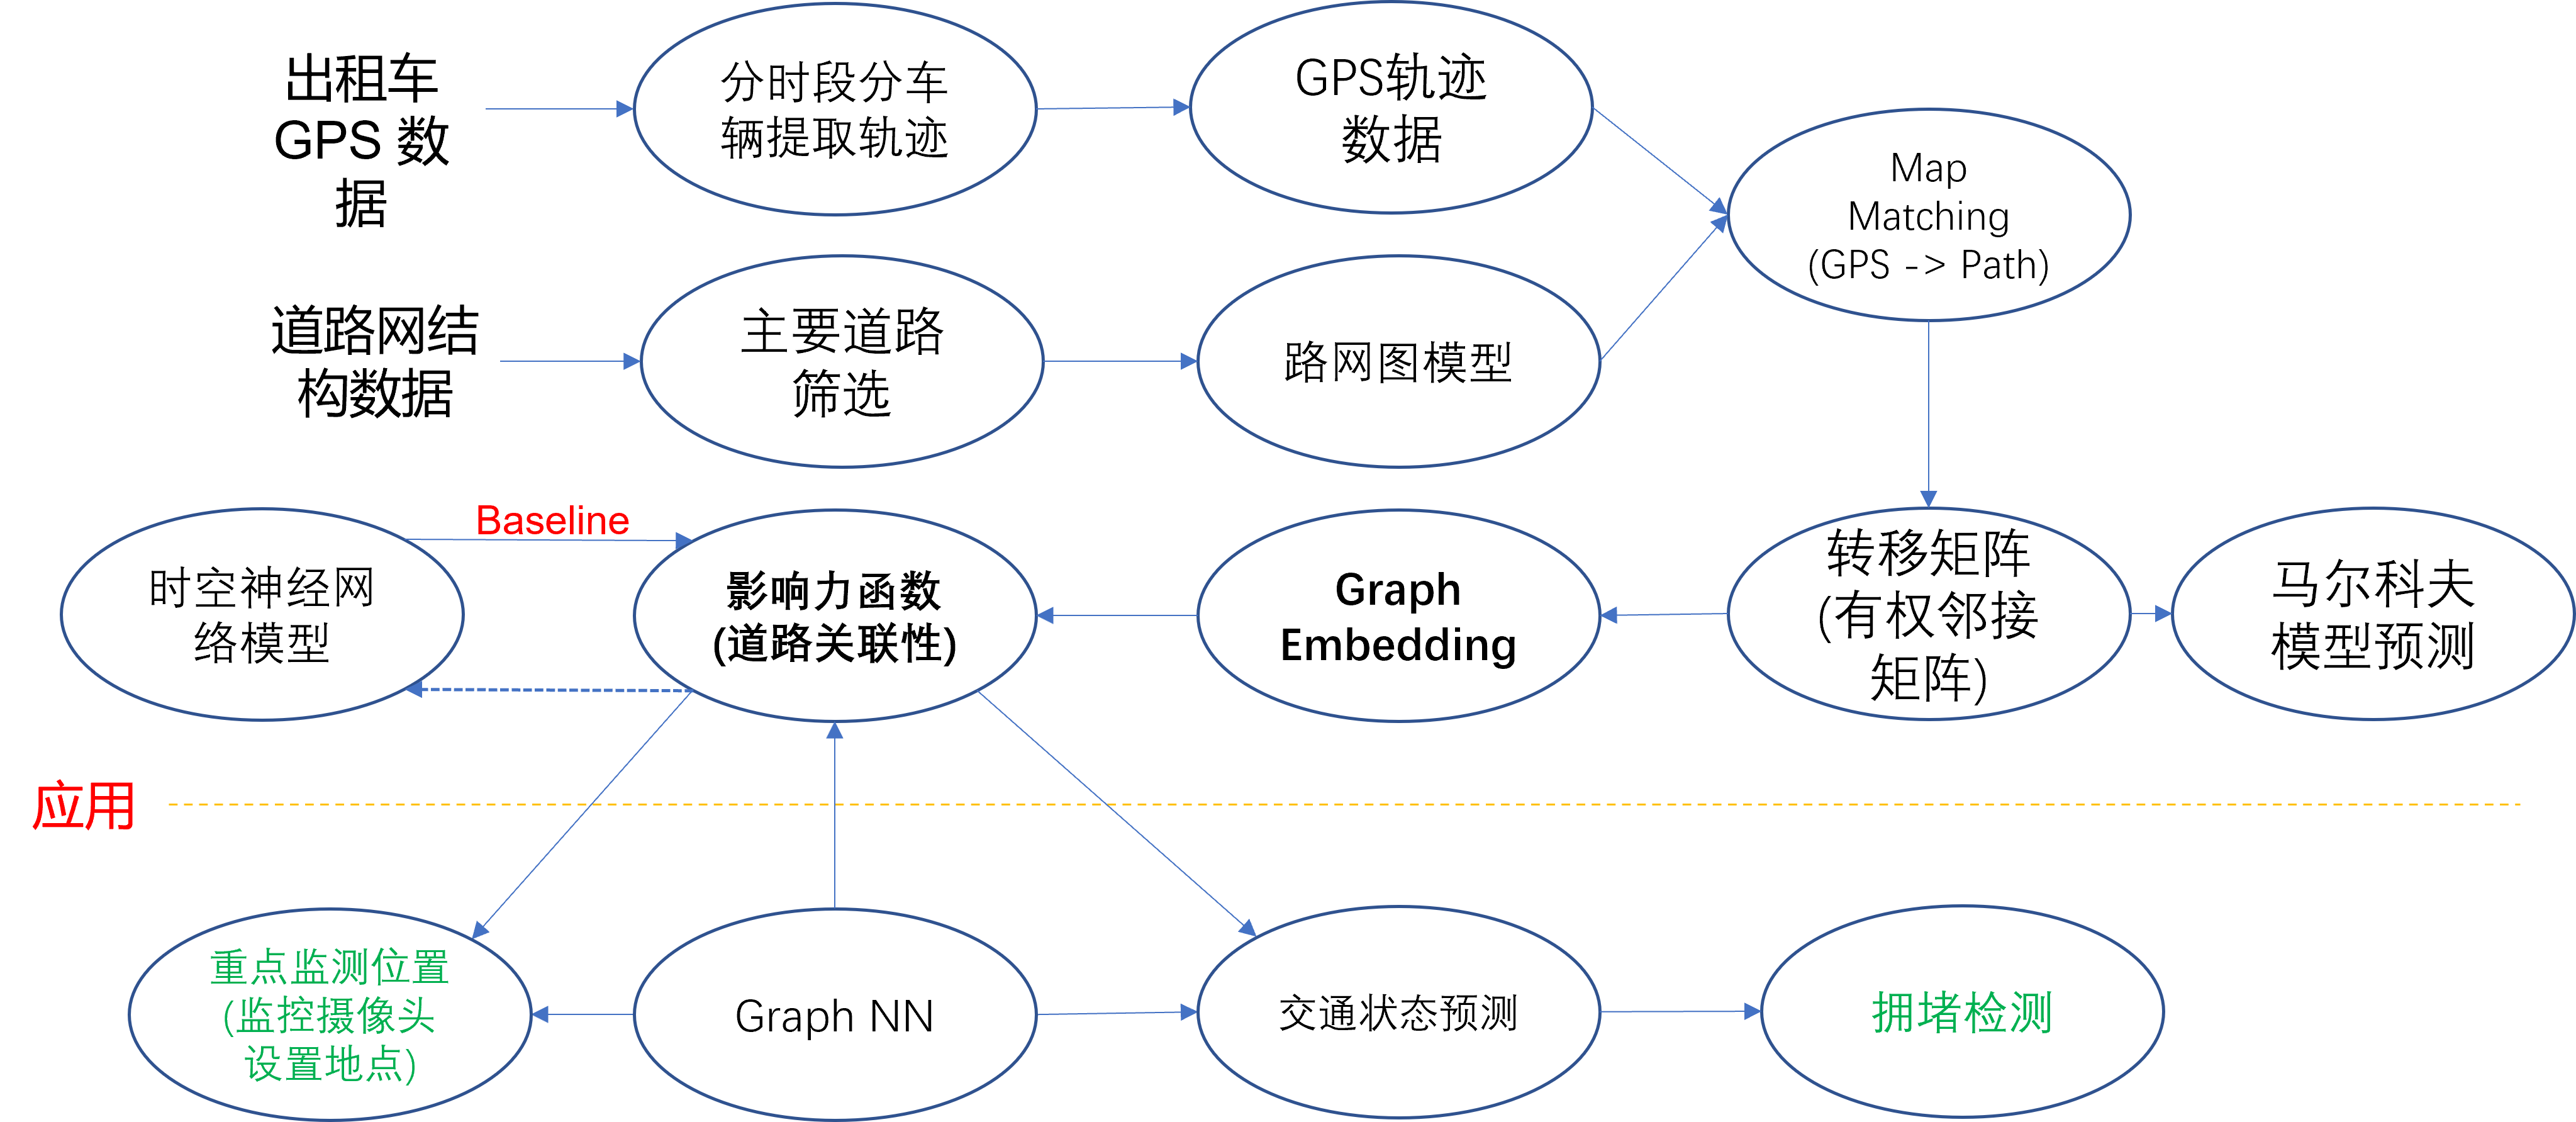 出租车
GPS 数
据
分时段分车
辆提取轨迹
GPS轨迹
数据
Map
Matching
(GPS -> Path)
道路网结
构数据
主要道路
筛选
路网图模型
Baseline
时空神经网
络模型
影响力函数
(道路关联性)
Graph
Embedding
转移矩阵
(有权邻接
矩阵)
马尔科夫
模型预测
应用
重点监测位置
(监控摄像头
设置地点)
Graph NN
交通状态预测
拥堵检测